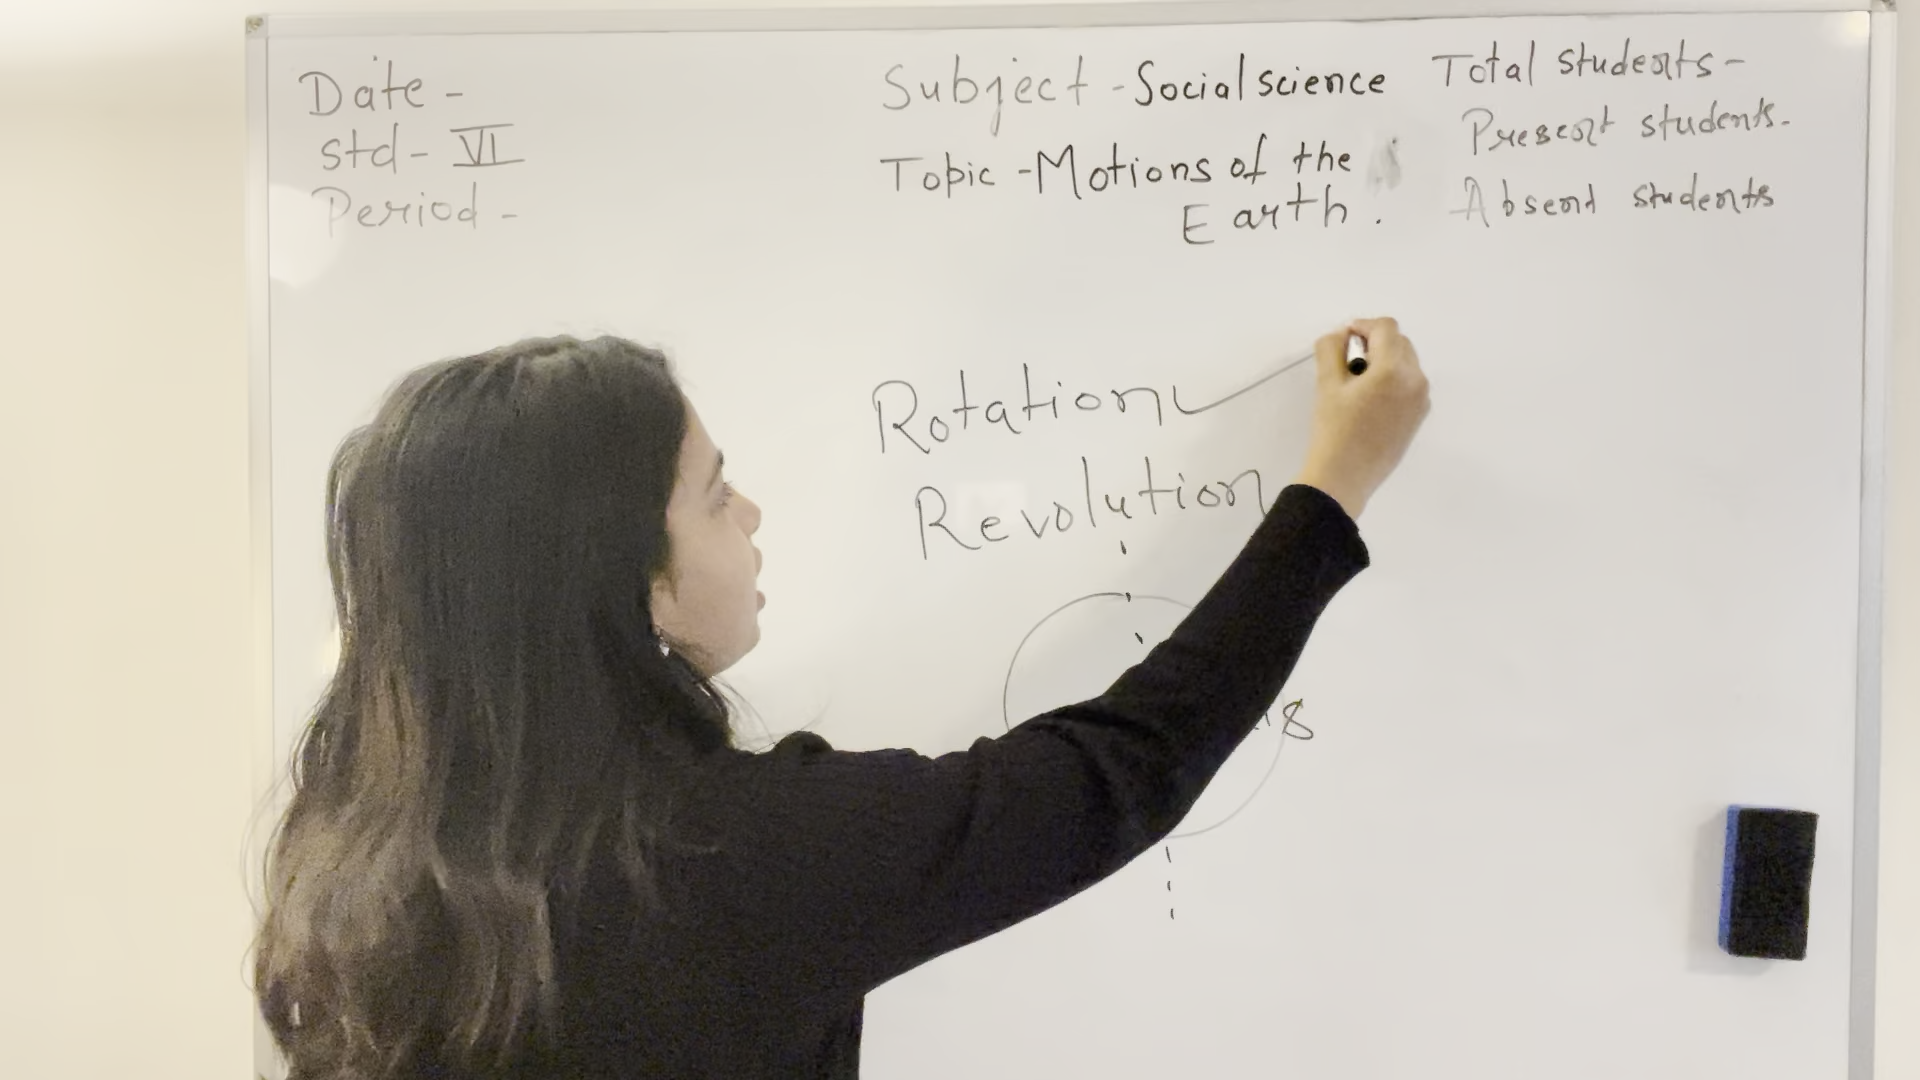 Date -
Std - VI
Period -
Subject - Social science
Topic - Motions of the
Earth.
Total students -
Present students.
Absent students
Rotation
Revolution